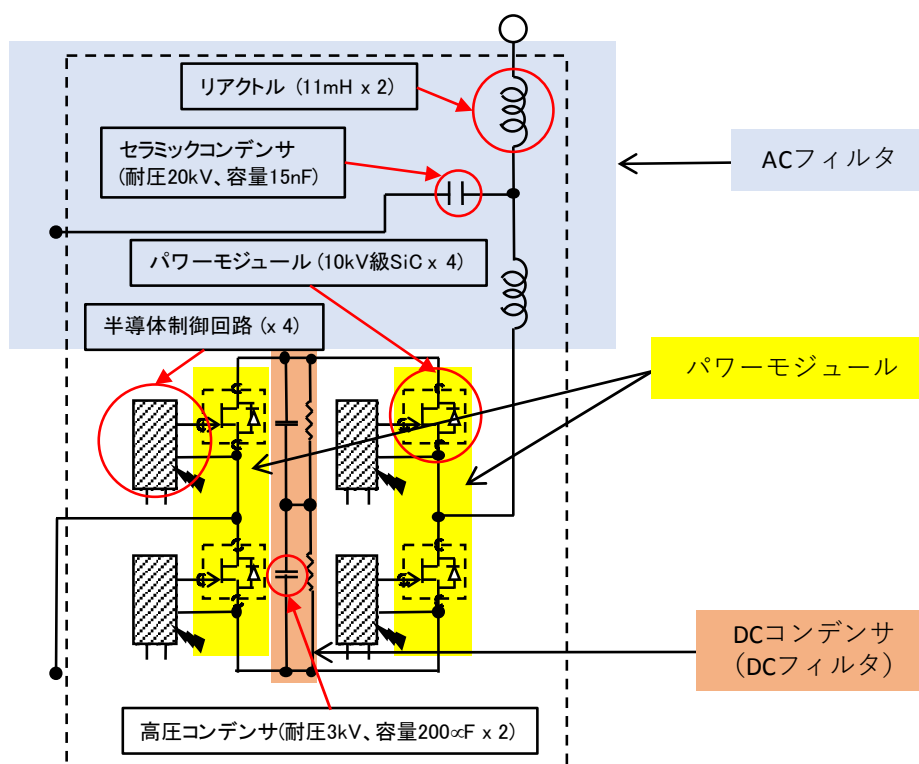 リアクトル (11mH x 2)
セラミックコンデンサ
(耐圧20kV、容量15nF)
ACフィルタ
パワーモジュール (10kV級SiC x 4)
半導体制御回路 (x 4)
パワーモジュール
DCコンデンサ
(DCフィルタ)
高圧コンデンサ(耐圧3kV、容量200∝F x 2)